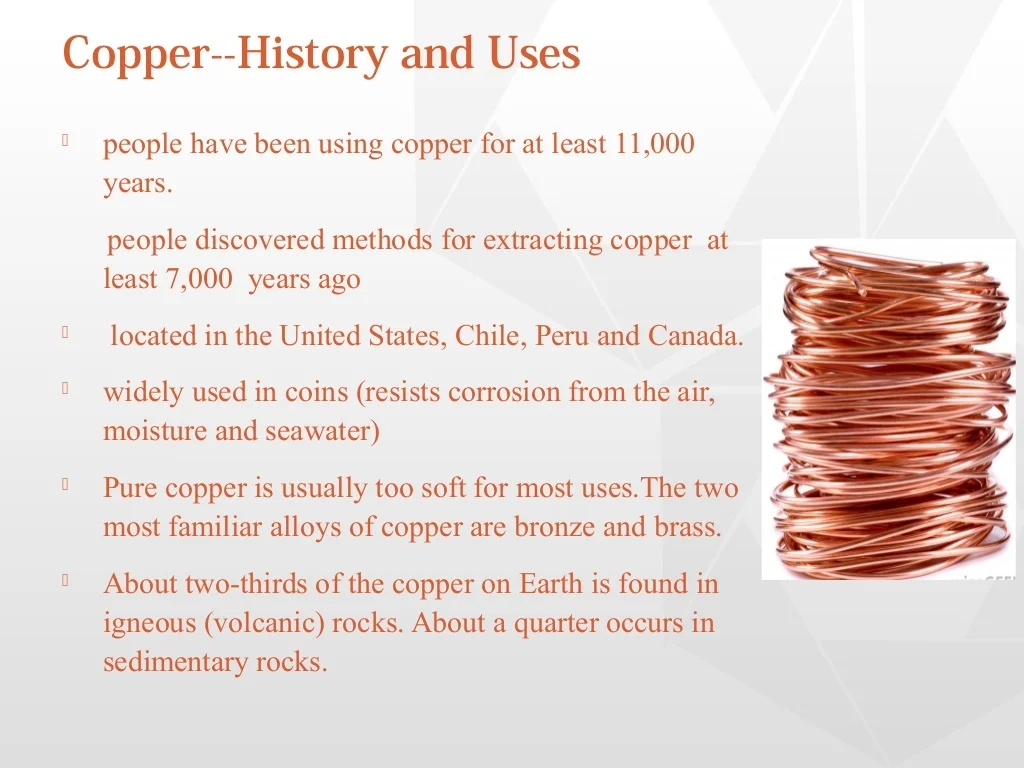 Copper--History and Uses
people have been using copper for at least 11,000
years.
people discovered methods for extracting copper at
least 7,000 years ago
located in the United States, Chile, Peru and Canada.
widely used in coins (resists corrosion from the air,
moisture and seawater)
Pure copper is usually too soft for most uses.The two
most familiar alloys of copper are bronze and brass.
About two-thirds of the copper on Earth is found in
igneous (volcanic) rocks. About a quarter occurs in
sedimentary rocks.